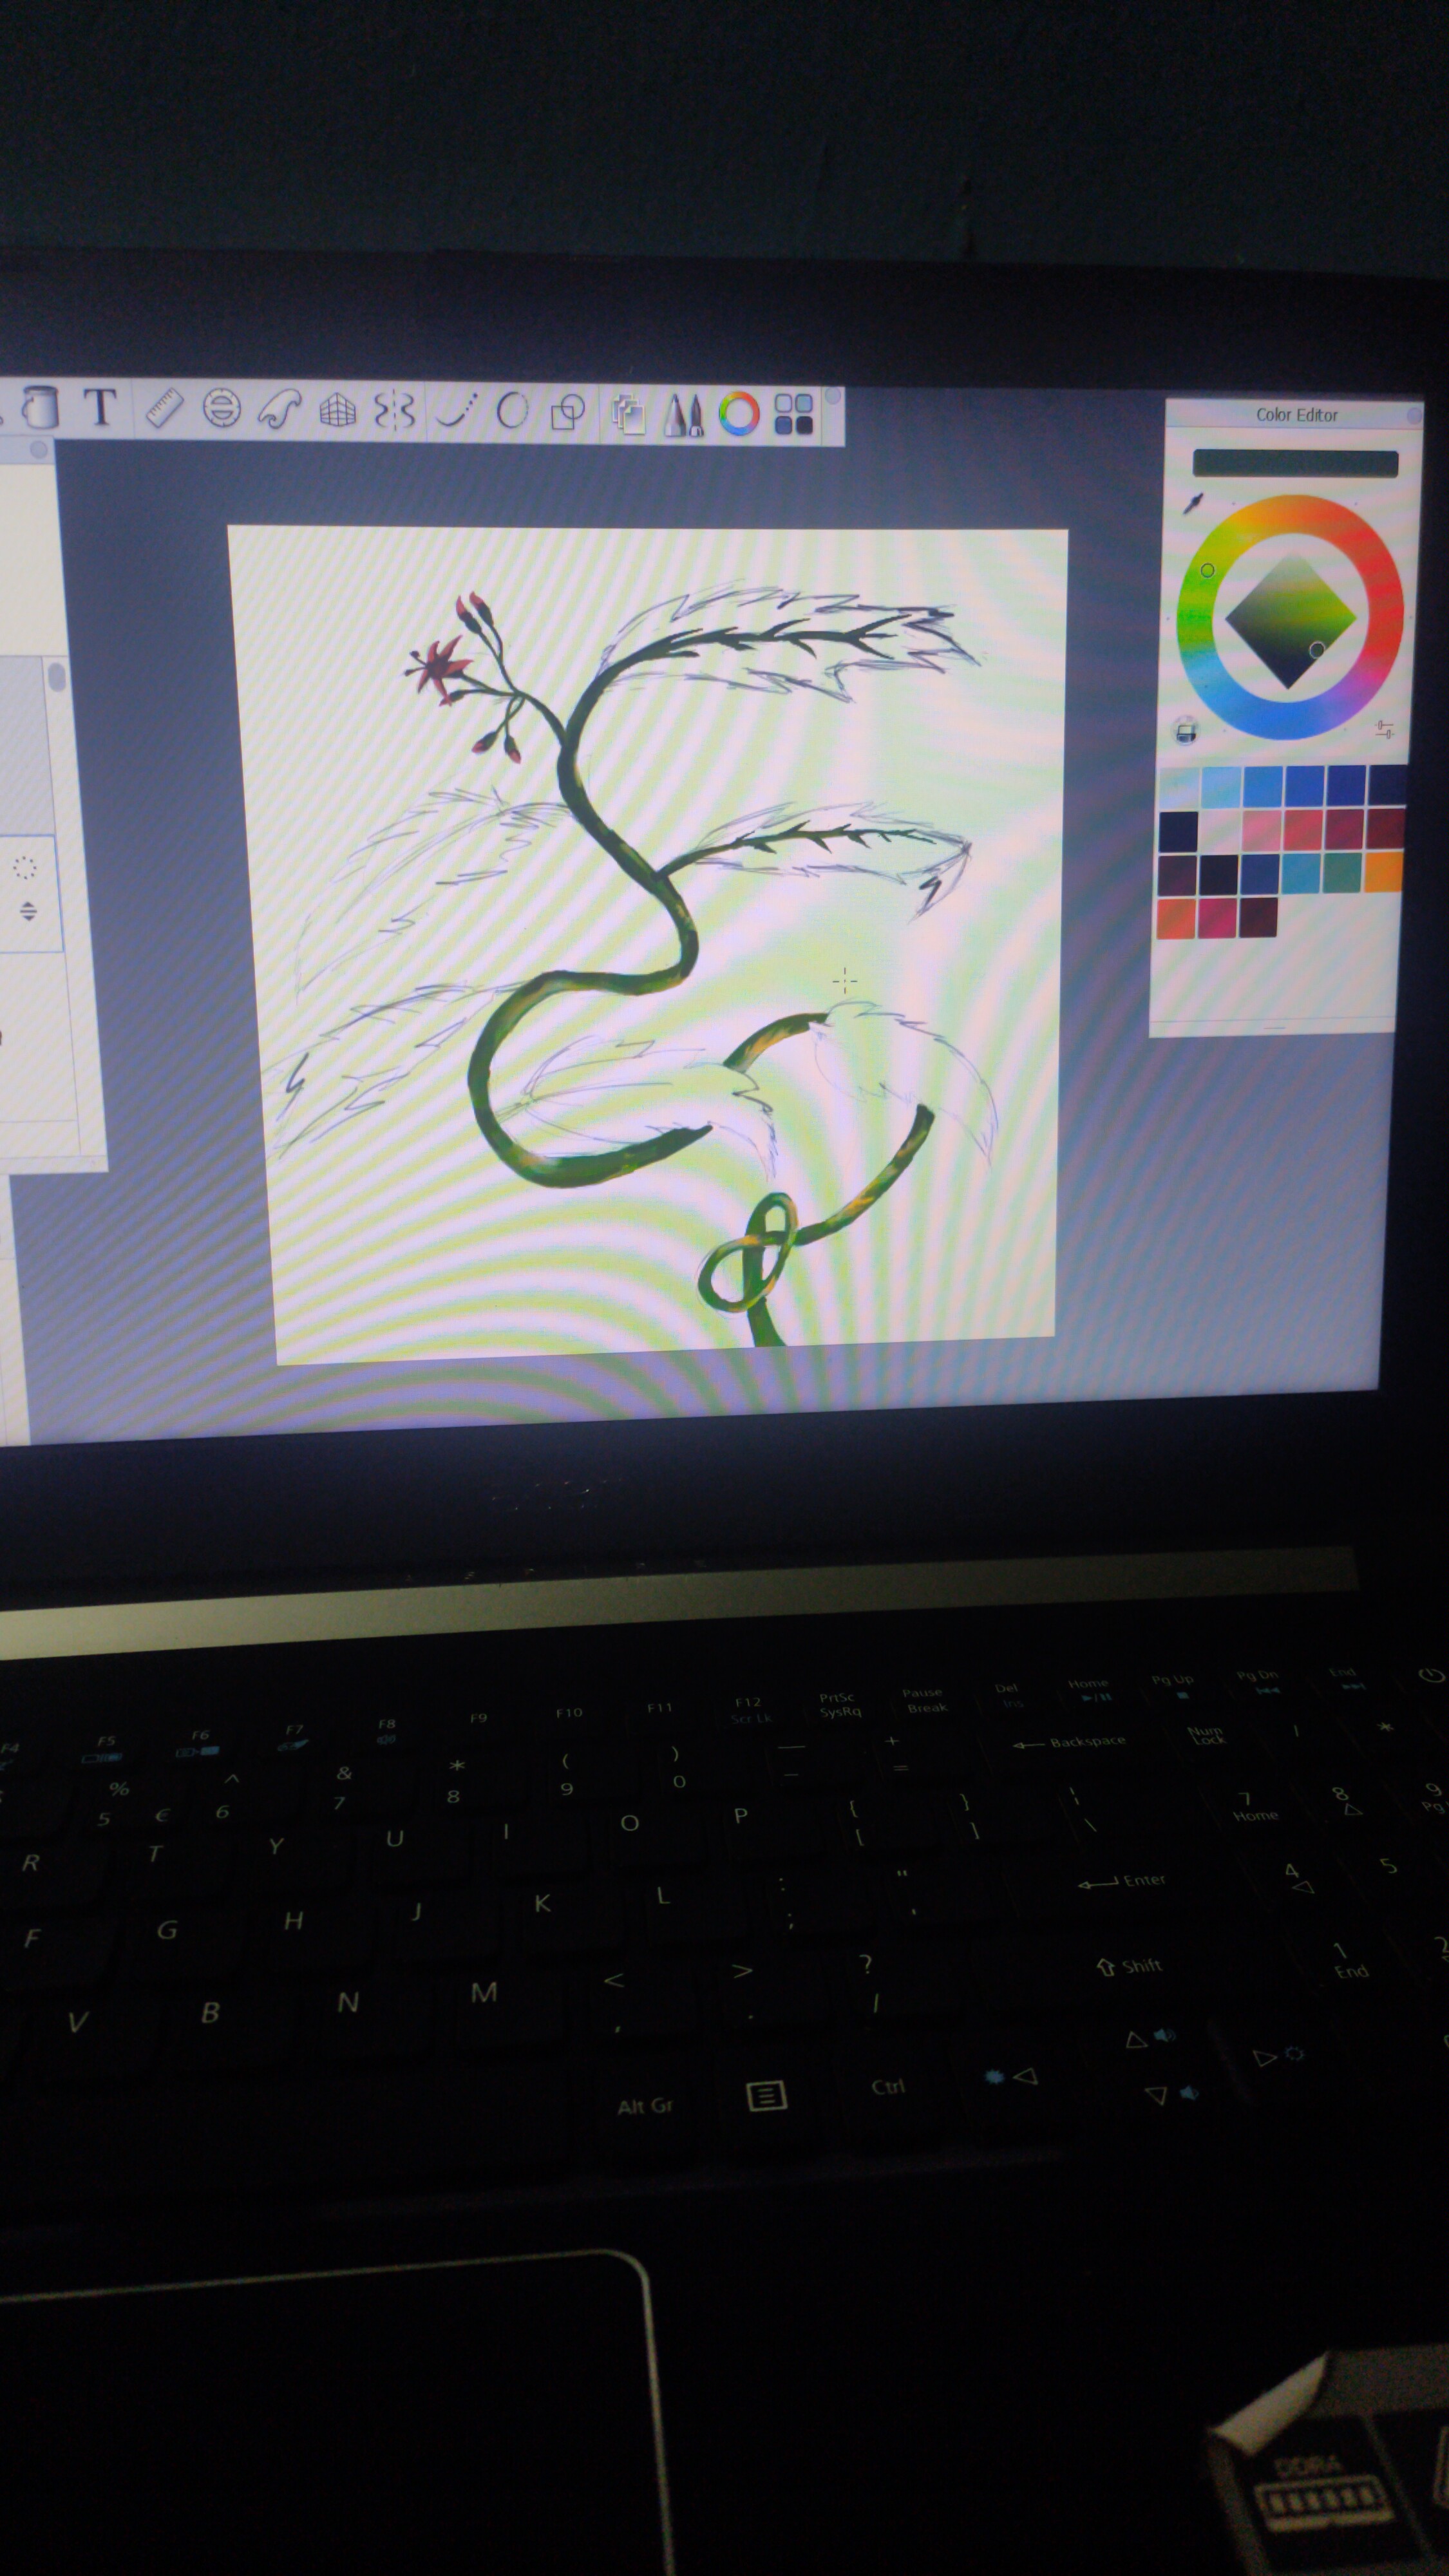 T
Color Editor
F4 F5 F6 F7 F8 F9 F10 F11 F12 PrtSc Pause Del Home Pg Up Pg Dn End
Scr Lk SysRq Break Ins
% ^ & * ( ) — + ← Backspace Num Lock / *
5 € 6 7 8 9 0 - =
R T Y U I O P { } ¦ 7 8 9
[ ] \ Home Pg
F G H J K L : " ← Enter 4 5
; '
V B N M < > ? ⇧ Shift 1 2
, . / End
Alt Gr Ctrl
DDR4